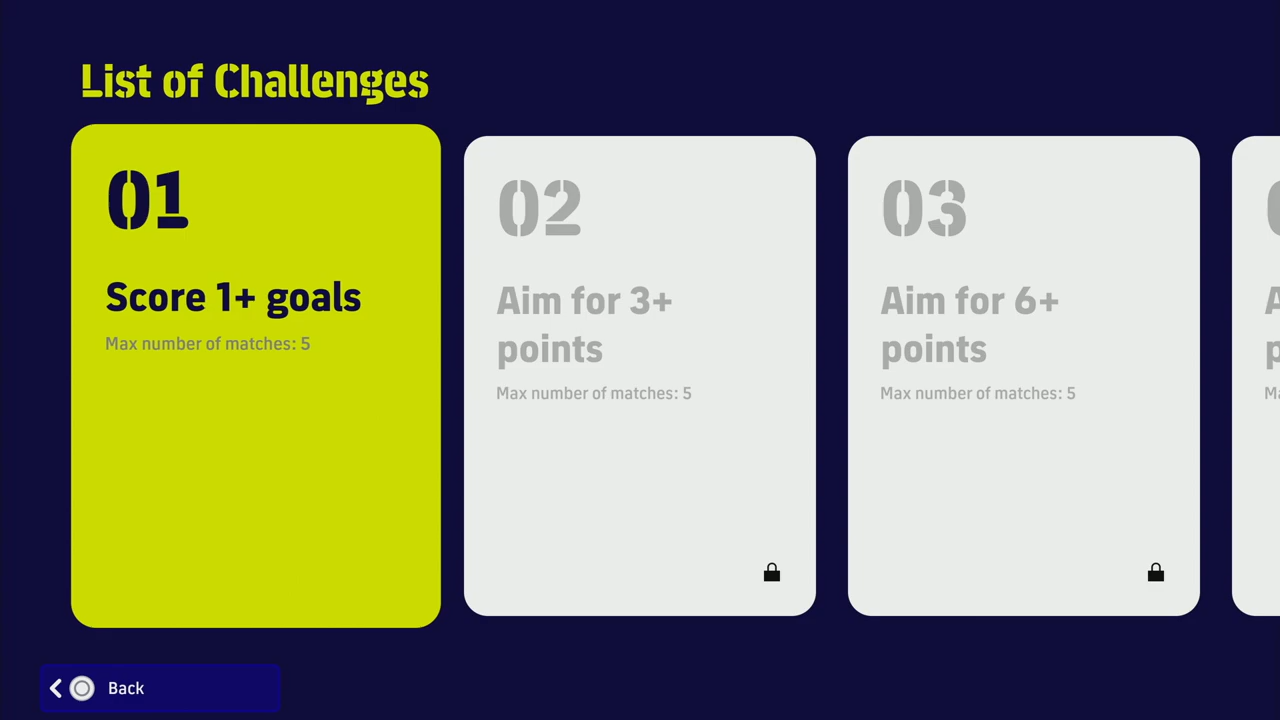 List of Challenges
01
Score 1+ goals
Max number of matches: 5
02
Aim for 3+
points
Max number of matches: 5
03
Aim for 6+
points
Max number of matches: 5
Back